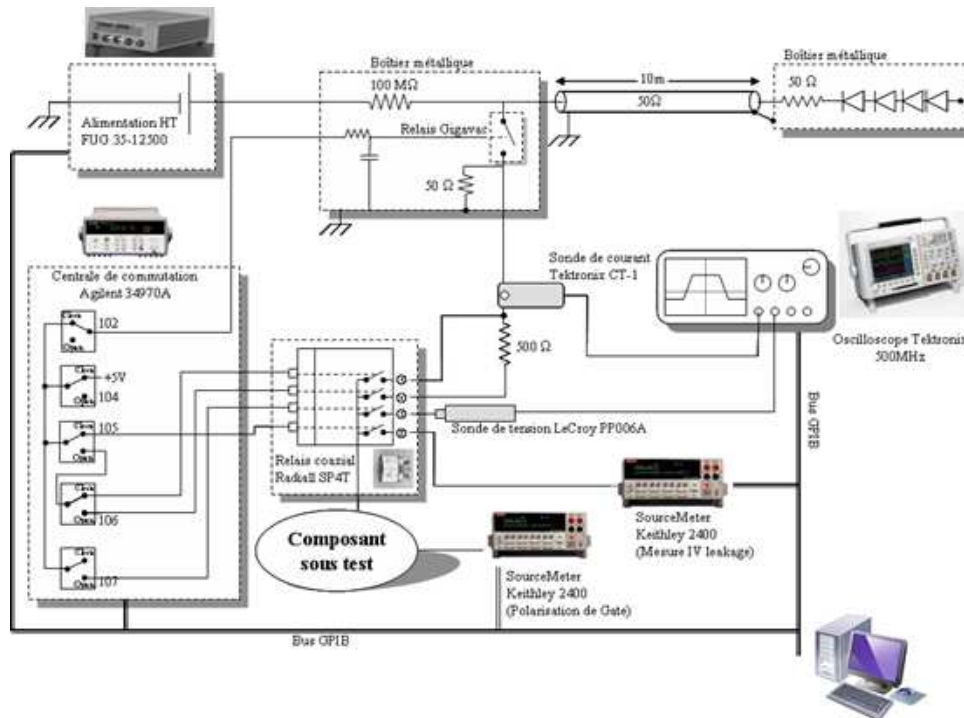 Boîtier métallique
100 MΩ
Alimentation HT
FUG 35-12500
Relais Gigavac
50 Ω
10m
50Ω
Boîtier métallique
50 Ω
Centrale de commutation
Agilent 34970A
102
Open
+5V
104
105
Open
106
107
Sonde de courant
Tektronix CT-1
500 Ω
Oscilloscope Tektronix
500MHz
Sonde de tension LeCroy PP006A
Relais coaxial
Radiall SP4T
Bus GPIB
Composant
sous test
SourceMeter
Keithley 2400
(Mesure IV leakage)
SourceMeter
Keithley 2400
(Polarisation de Gate)
Bus GPIB